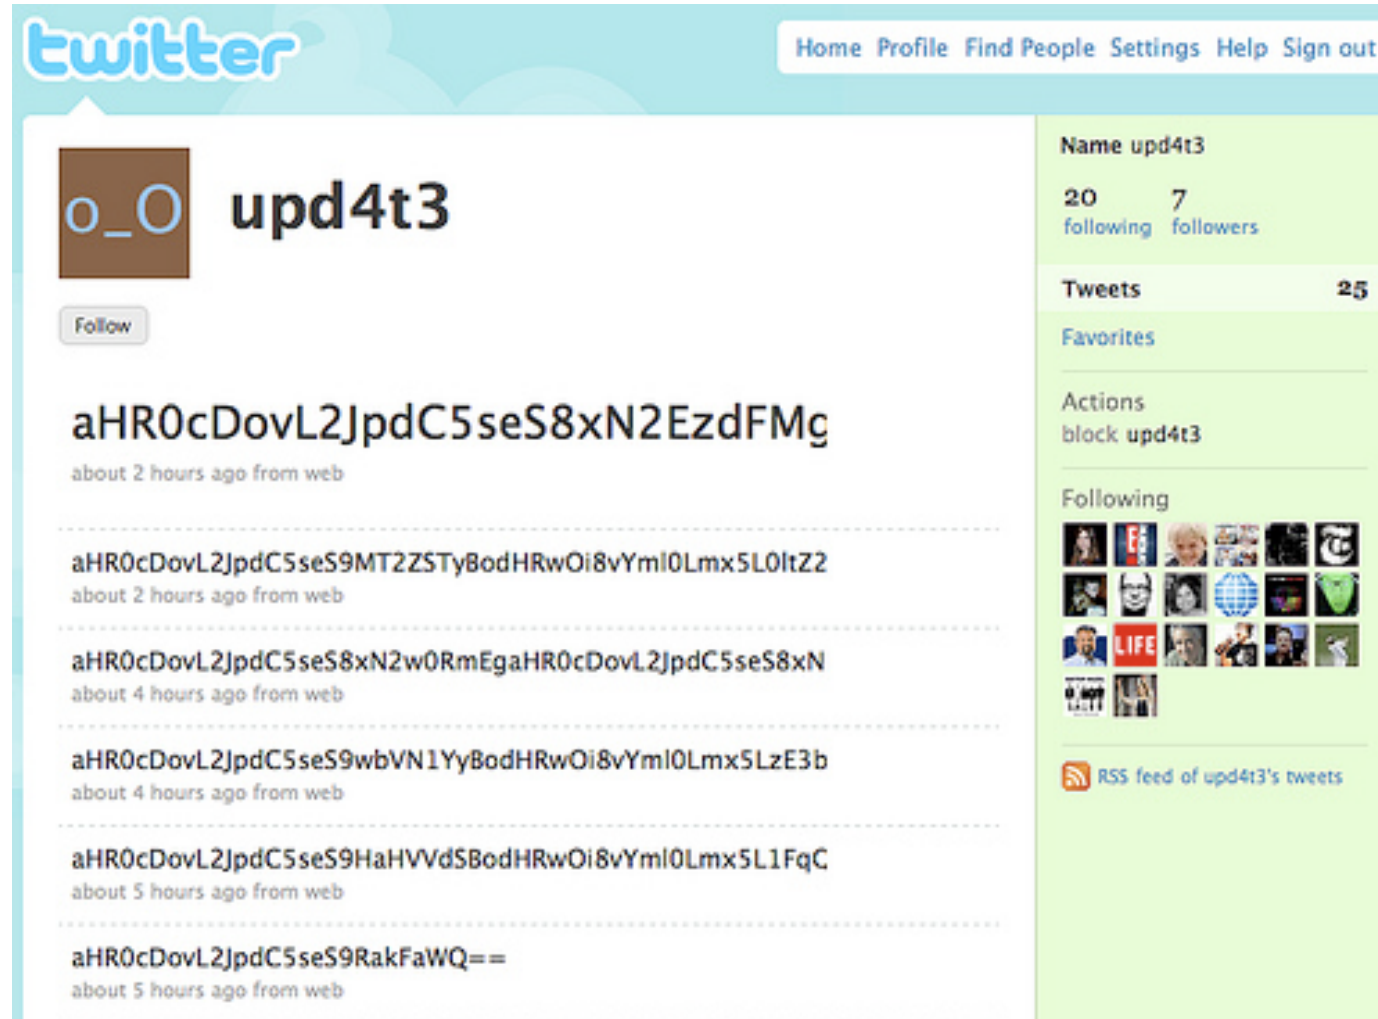 twitter
Home Profile Find People Settings Help Sign out
o_O
upd4t3
Follow
aHR0cDovL2JpdC5seS8xN2EzdFMg
about 2 hours ago from web
aHR0cDovL2JpdC5seS9MT2ZSTyBodHRwOi8vYml0Lmx5L0ltZ2
about 2 hours ago from web
aHR0cDovL2JpdC5seS8xN2w0RmEgaHR0cDovL2JpdC5seS8xN
about 4 hours ago from web
aHR0cDovL2JpdC5seS9wbVN1YyBodHRwOi8vYml0Lmx5LzE3b
about 4 hours ago from web
aHR0cDovL2JpdC5seS9HaHVVdSBodHRwOi8vYml0Lmx5L1FqC
about 5 hours ago from web
aHR0cDovL2JpdC5seS9RakFaWQ==
about 5 hours ago from web
Name upd4t3
20 7
following followers
Tweets 25
Favorites
Actions
block upd4t3
Following
LIFE
RSS feed of upd4t3's tweets